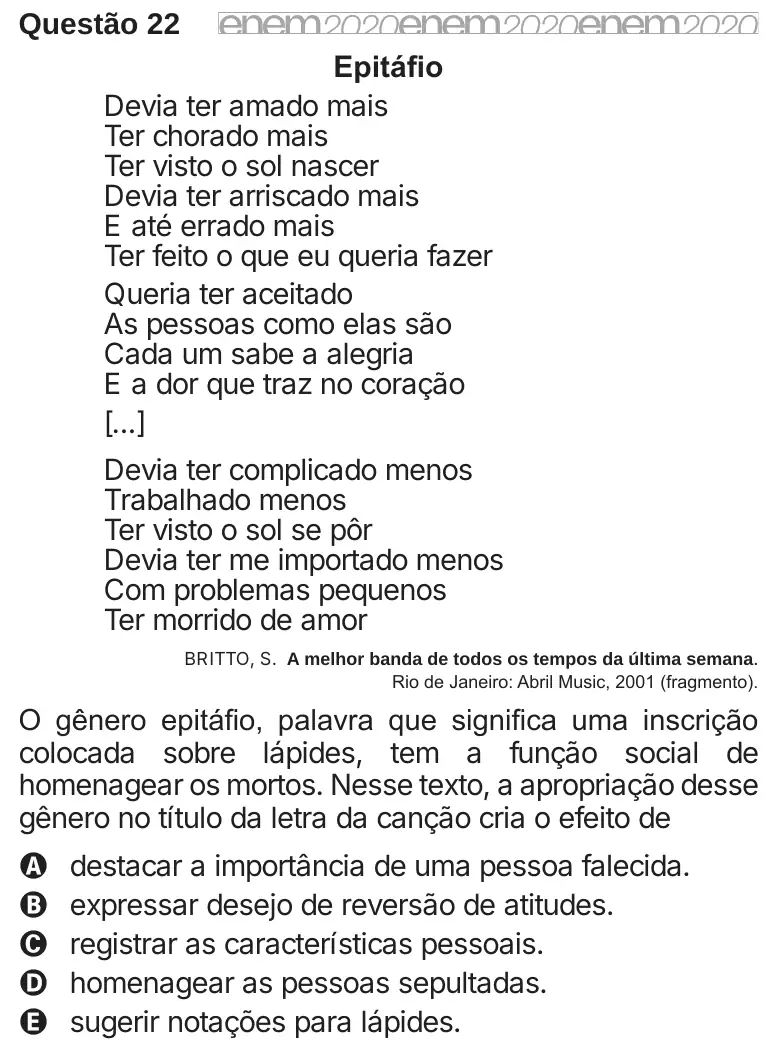 Questão 22 enem2020enem2020enem2020
Epitáfio
Devia ter amado mais
Ter chorado mais
Ter visto o sol nascer
Devia ter arriscado mais
E até errado mais
Ter feito o que eu queria fazer
Queria ter aceitado
As pessoas como elas são
Cada um sabe a alegria
E a dor que traz no coração
[...]
Devia ter complicado menos
Trabalhado menos
Ter visto o sol se pôr
Devia ter me importado menos
Com problemas pequenos
Ter morrido de amor
BRITTO, S. A melhor banda de todos os tempos da última semana.
Rio de Janeiro: Abril Music, 2001 (fragmento).
O gênero epitáfio, palavra que significa uma inscrição
colocada sobre lápides, tem a função social de
homenagear os mortos. Nesse texto, a apropriação desse
gênero no título da letra da canção cria o efeito de
A destacar a importância de uma pessoa falecida.
B expressar desejo de reversão de atitudes.
C registrar as características pessoais.
D homenagear as pessoas sepultadas.
E sugerir notações para lápides.